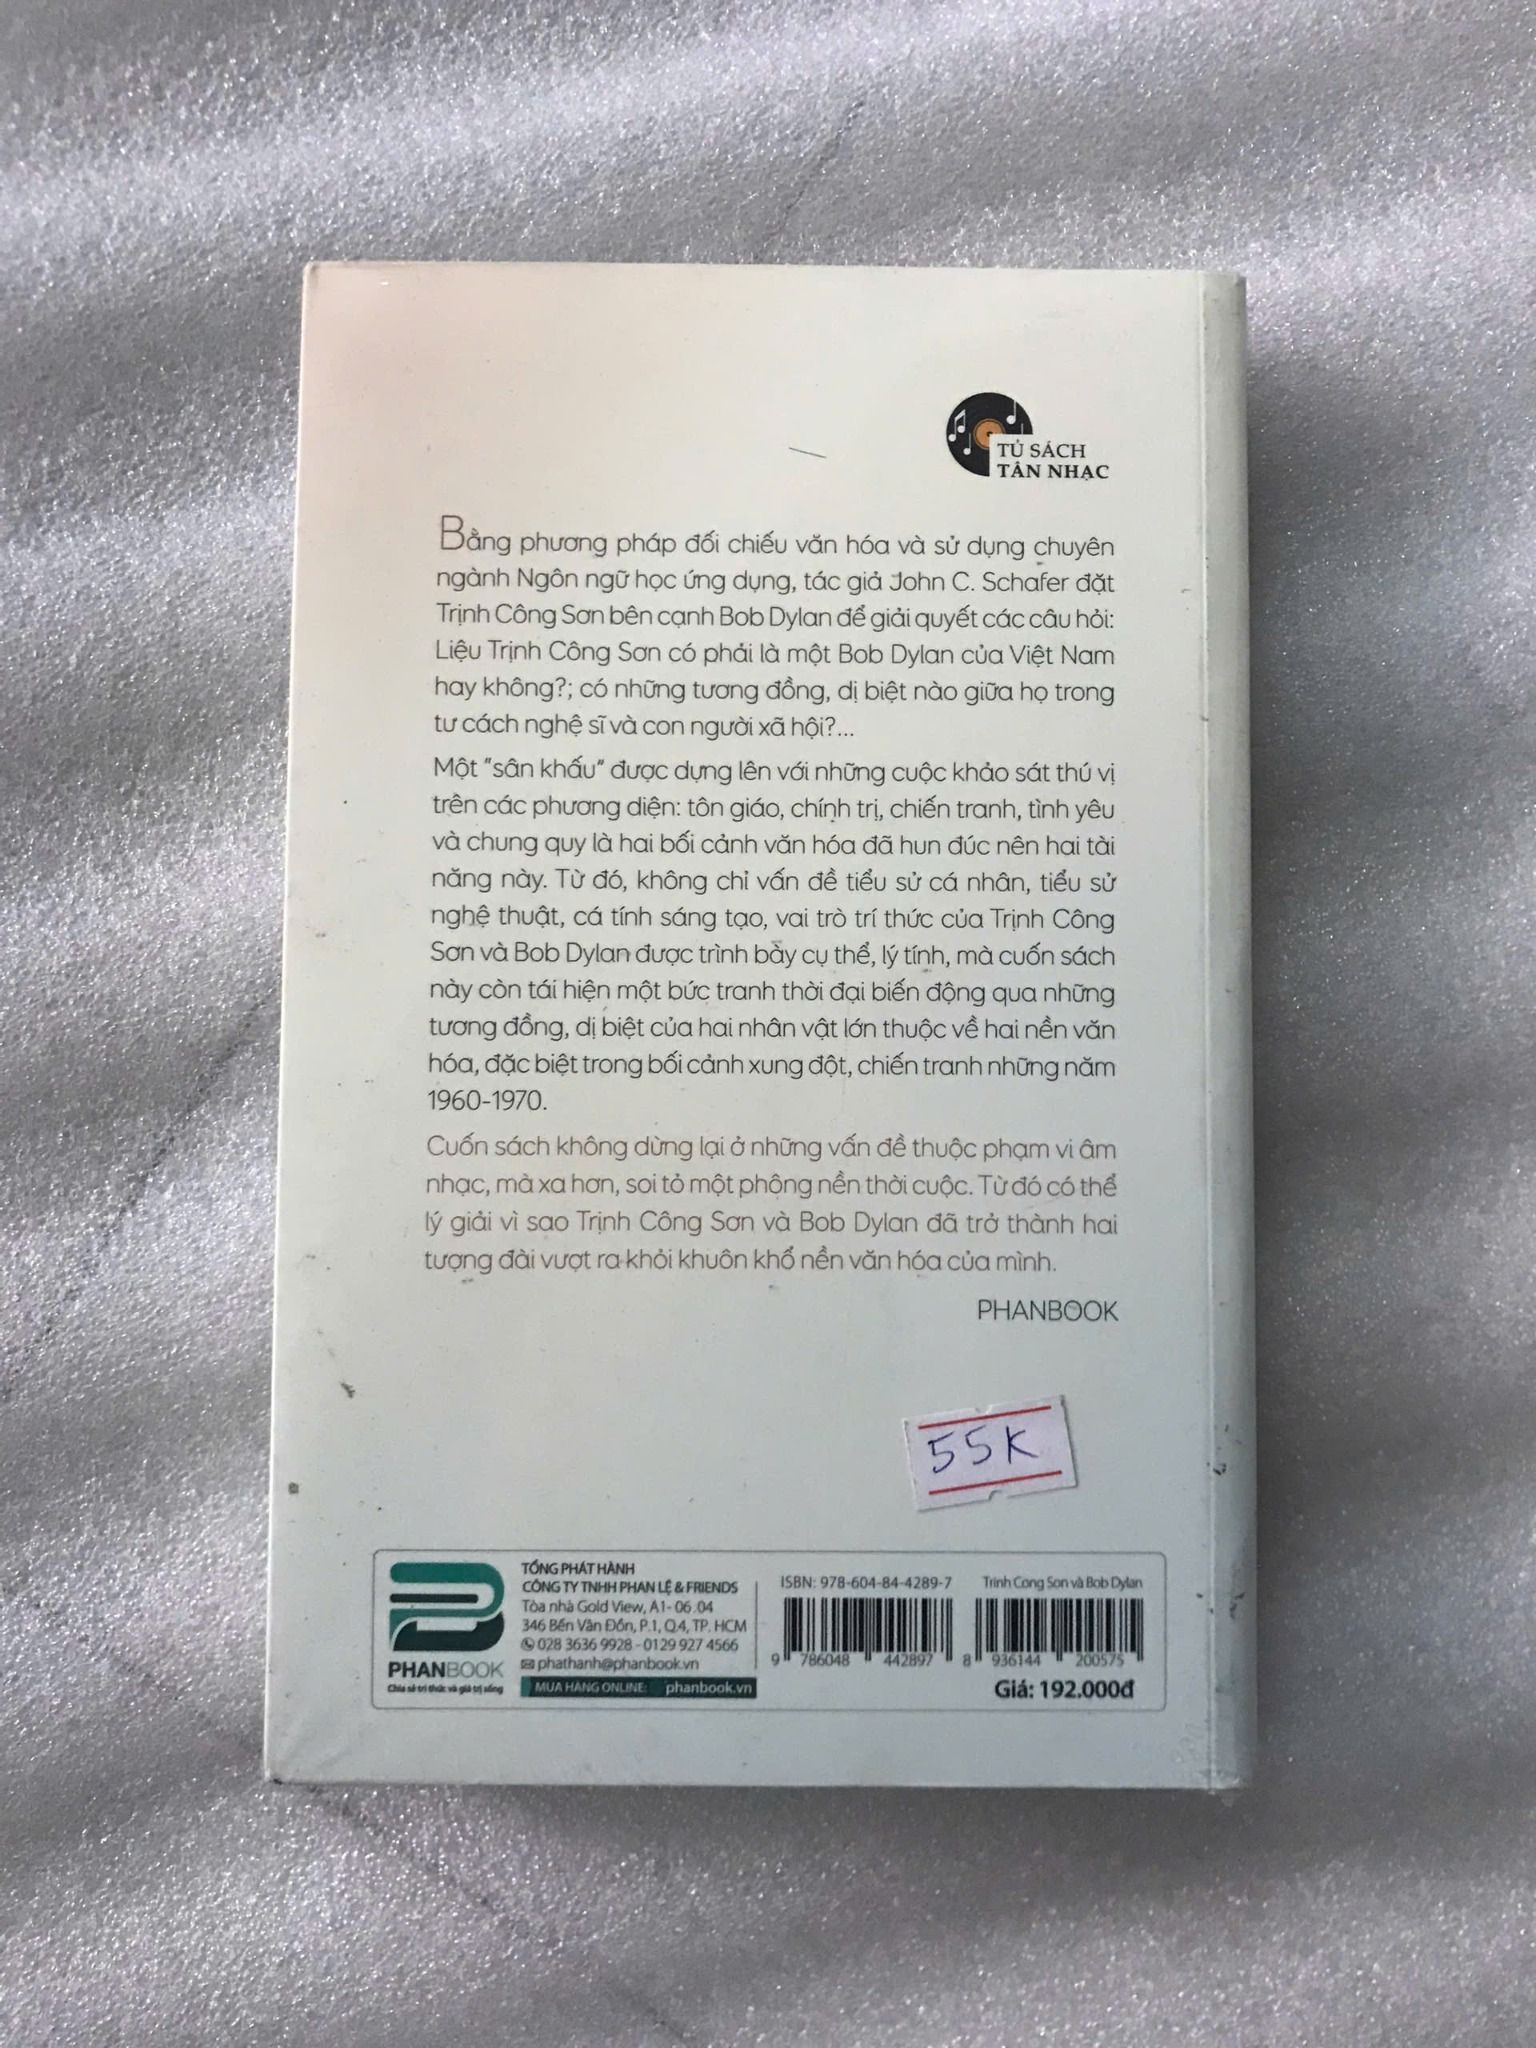 TỦ SÁCH
TÂN NHẠC
Bằng phương pháp đối chiếu văn hóa và sử dụng chuyên
ngành Ngôn ngữ học ứng dụng, tác giả John C. Schafer đặt
Trịnh Công Sơn bên cạnh Bob Dylan để giải quyết các câu hỏi:
Liệu Trịnh Công Sơn có phải là một Bob Dylan của Việt Nam
hay không?; có những tương đồng, dị biệt nào giữa họ trong
tư cách nghệ sĩ và con người xã hội?...
Một "sân khấu" được dựng lên với những cuộc khảo sát thú vị
trên các phương diện: tôn giáo, chính trị, chiến tranh, tình yêu
và chung quy là hai bối cảnh văn hóa đã hun đúc nên hai tài
năng này. Từ đó, không chỉ vấn đề tiểu sử cá nhân, tiểu sử
nghệ thuật, cá tính sáng tạo, vai trò trí thức của Trịnh Công
Sơn và Bob Dylan được trình bày cụ thể, lý tính, mà cuốn sách
này còn tái hiện một bức tranh thời đại biến động qua những
tương đồng, dị biệt của hai nhân vật lớn thuộc về hai nền văn
hóa, đặc biệt trong bối cảnh xung đột, chiến tranh những năm
1960-1970.
Cuốn sách không dừng lại ở những vấn đề thuộc phạm vi âm
nhạc, mà xa hơn, soi tỏ một phông nền thời cuộc. Từ đó có thể
lý giải vì sao Trịnh Công Sơn và Bob Dylan đã trở thành hai
tượng đài vượt ra khỏi khuôn khổ nền văn hóa của mình.
PHANBOOK
55K
PHANBOOK
Chia sẻ tri thức và giá trị sống
TỔNG PHÁT HÀNH
CÔNG TY TNHH PHAN LỆ & FRIENDS
Tòa nhà Gold View, A1- 06 .04
346 Bến Vân Đồn, P.1, Q.4, TP. HCM
028 3636 9928 - 0129 927 4566
phathanh@phanbook.vn
MUA HÀNG ONLINE: phanbook.vn
ISBN: 978-604-84-4289-7
9 786048 442897
Trinh Cong Son và Bob Dylan
8 936144 200575
Giá: 192.000đ